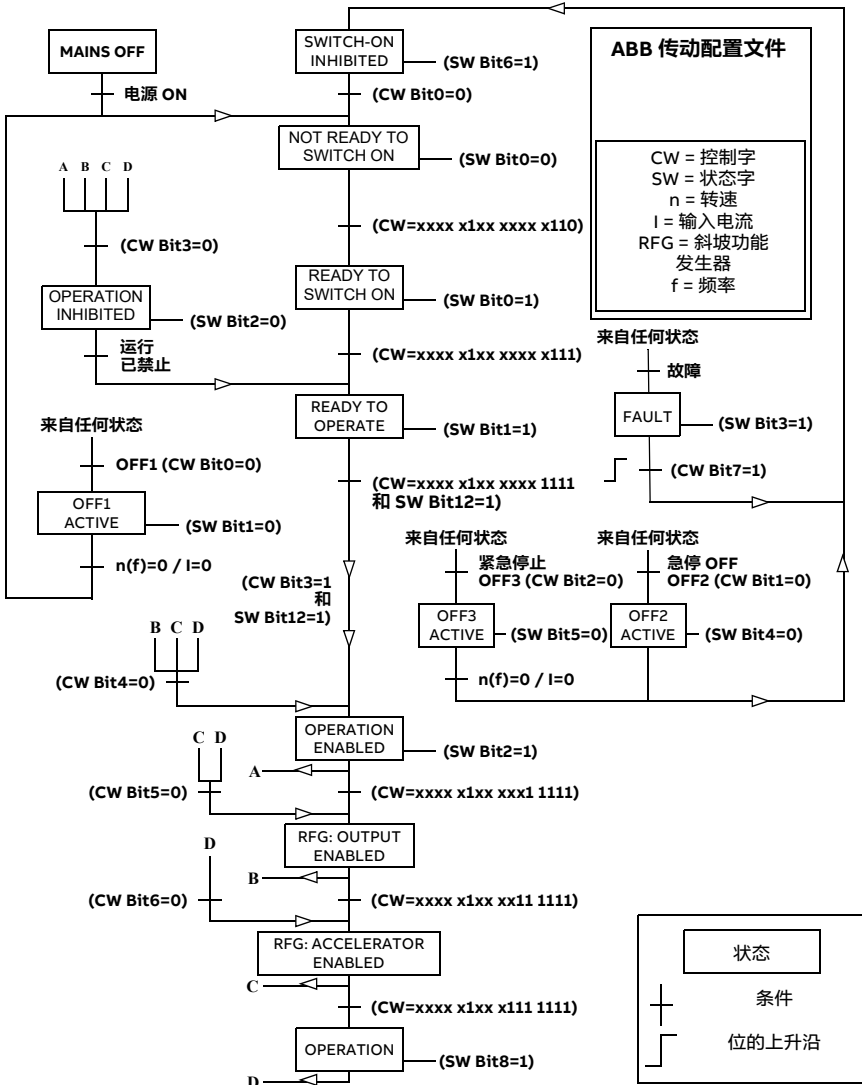 MAINS OFF
电源 ON
SWITCH-ON
INHIBITED
(SW Bit6=1)
(CW Bit0=0)
NOT READY TO
SWITCH ON
(SW Bit0=0)
A B C D
(CW Bit3=0)
(CW=xxxx x1xx xxxx x110)
OPERATION
INHIBITED
(SW Bit2=0)
READY TO
SWITCH ON
(SW Bit0=1)
运行
已禁止
(CW=xxxx x1xx xxxx x111)
READY TO
OPERATE
(SW Bit1=1)
ABB 传动配置文件
CW = 控制字
SW = 状态字
n = 转速
I = 输入电流
RFG = 斜坡功能
发生器
f = 频率
来自任何状态
故障
FAULT
(SW Bit3=1)
(CW Bit7=1)
来自任何状态
OFF1 (CW Bit0=0)
OFF1
ACTIVE
(SW Bit1=0)
n(f)=0 / I=0
(CW=xxxx x1xx xxxx 1111
和 SW Bit12=1)
(CW Bit3=1
和
SW Bit12=1)
来自任何状态
紧急停止
OFF3 (CW Bit2=0)
OFF3
ACTIVE
(SW Bit5=0)
n(f)=0 / I=0
来自任何状态
急停 OFF
OFF2 (CW Bit1=0)
OFF2
ACTIVE
(SW Bit4=0)
B C D
(CW Bit4=0)
OPERATION
ENABLED
(SW Bit2=1)
C D
A
(CW Bit5=0)
(CW=xxxx x1xx xxx1 1111)
RFG: OUTPUT
ENABLED
D
B
(CW Bit6=0)
(CW=xxxx x1xx xx11 1111)
RFG: ACCELERATOR
ENABLED
C
(CW=xxxx x1xx x111 1111)
OPERATION
(SW Bit8=1)
D
状态
条件
位的上升沿